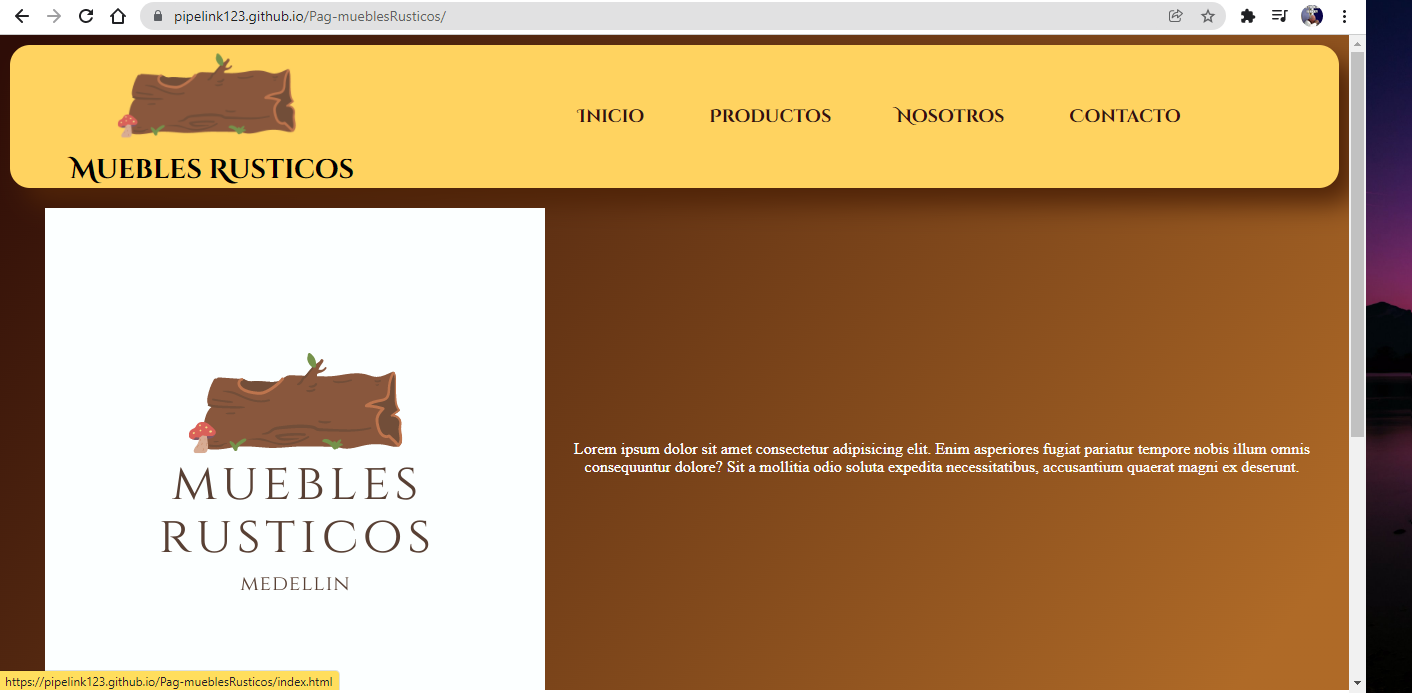 pipelink123.github.io/Pag-mueblesRusticos/
Muebles Rusticos
Inicio
Productos
Nosotros
Contacto
MUEBLES
RUSTICOS
MEDELLIN
Lorem ipsum dolor sit amet consectetur adipisicing elit. Enim asperiores fugiat pariatur tempore nobis illum omnis
consequuntur dolore? Sit a mollitia odio soluta expedita necessitatibus, accusantium quaerat magni ex deserunt.
https://pipelink123.github.io/Pag-mueblesRusticos/index.html